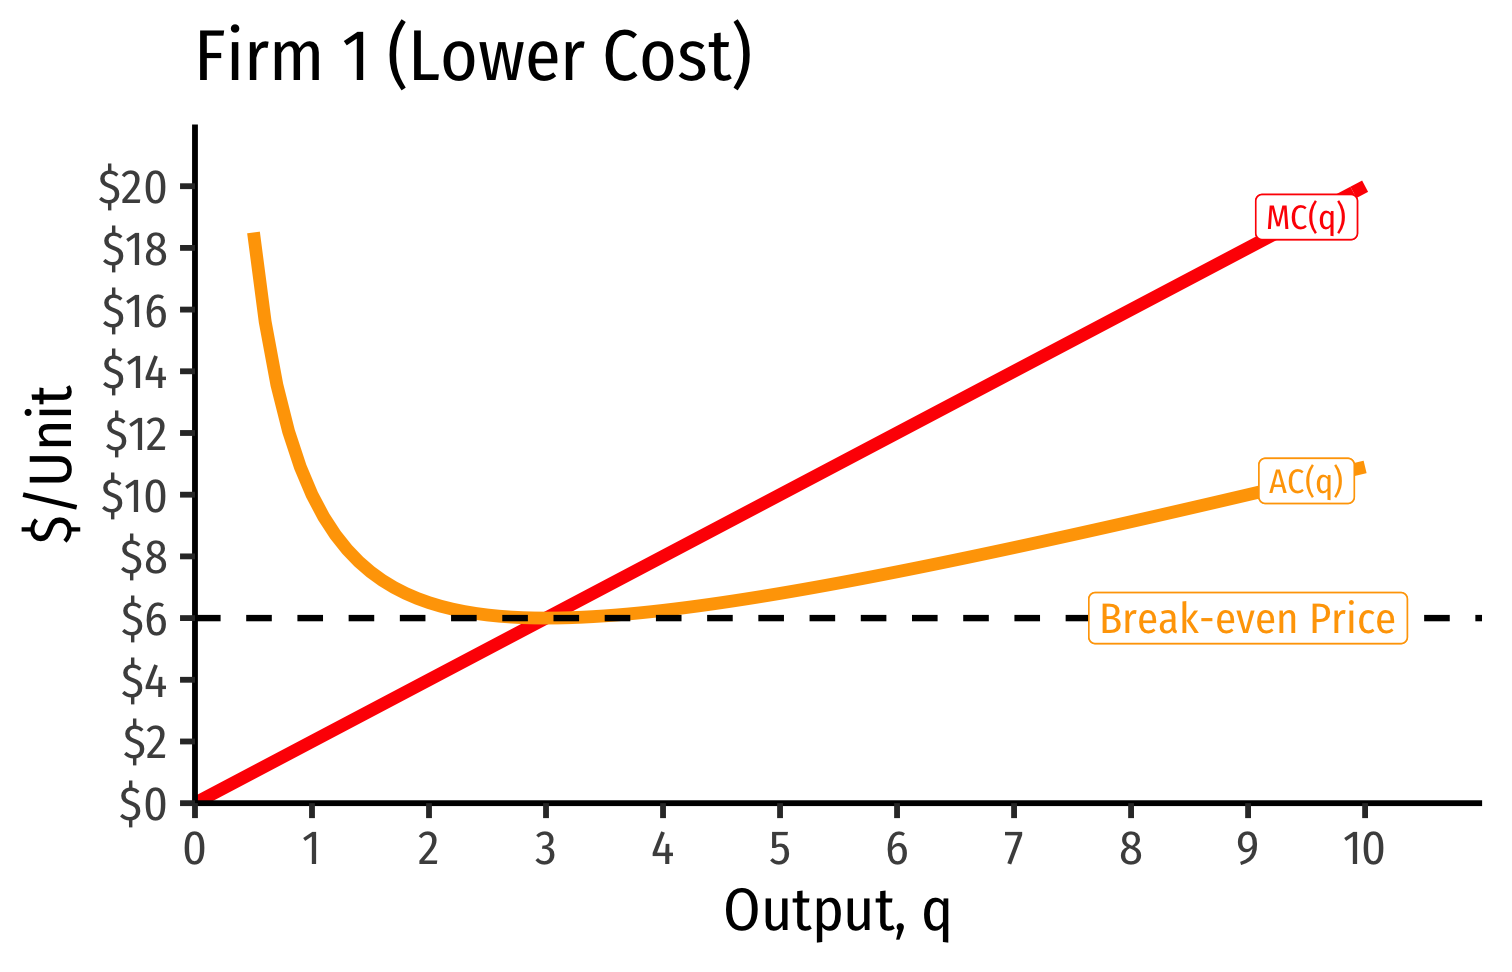 Firm 1 (Lower Cost)
$20
$18
$16
$14
$12
$10
$8
$6
$4
$2
$0
$/Unit
MC(q)
AC(q)
Break-even Price
0 1 2 3 4 5 6 7 8 9 10
Output, q